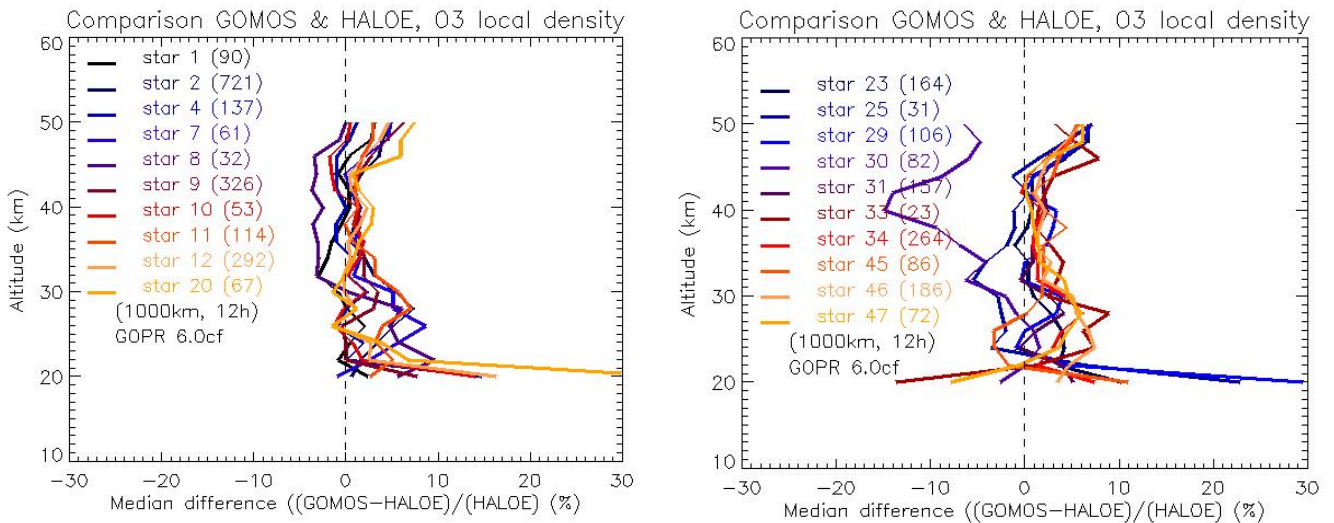 Comparison GOMOS & HALOE, O3 local density
60
50
40
30
20
10
Altitude (km)
star 1 (90)
star 2 (721)
star 4 (137)
star 7 (61)
star 8 (32)
star 9 (326)
star 10 (53)
star 11 (114)
star 12 (292)
star 20 (67)
(1000km, 12h)
GOPR 6.0cf
-30 -20 -10 0 10 20 30
Median difference ((GOMOS-HALOE)/(HALOE) (%)
Comparison GOMOS & HALOE, O3 local density
60
50
40
30
20
10
Altitude (km)
star 23 (164)
star 25 (31)
star 29 (106)
star 30 (82)
star 31 (157)
star 33 (23)
star 34 (264)
star 45 (86)
star 46 (186)
star 47 (72)
(1000km, 12h)
GOPR 6.0cf
-30 -20 -10 0 10 20 30
Median difference ((GOMOS-HALOE)/(HALOE) (%)